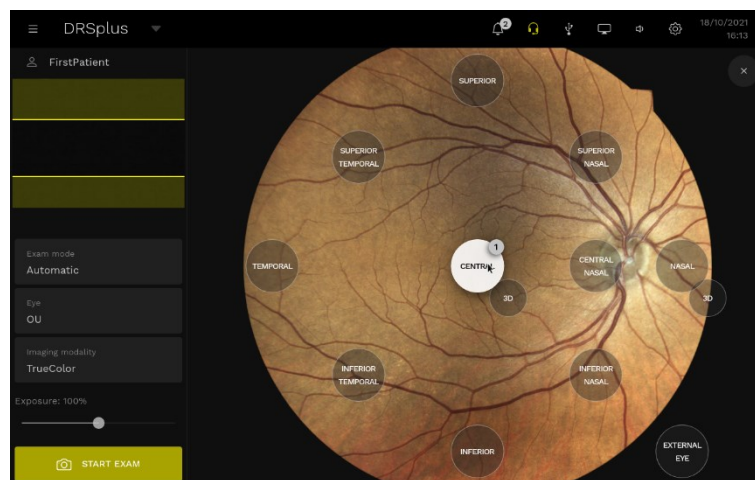 DRSplus
2
18/10/2021
16:13
FirstPatient
SUPERIOR
SUPERIOR
TEMPORAL
SUPERIOR
NASAL
1
TEMPORAL
CENTRAL
CENTRAL
NASAL
NASAL
3D
3D
Exam mode
Automatic
Eye
OU
Imaging modality
TrueColor
INFERIOR
TEMPORAL
INFERIOR
NASAL
Exposure: 100%
INFERIOR
EXTERNAL
EYE
START EXAM